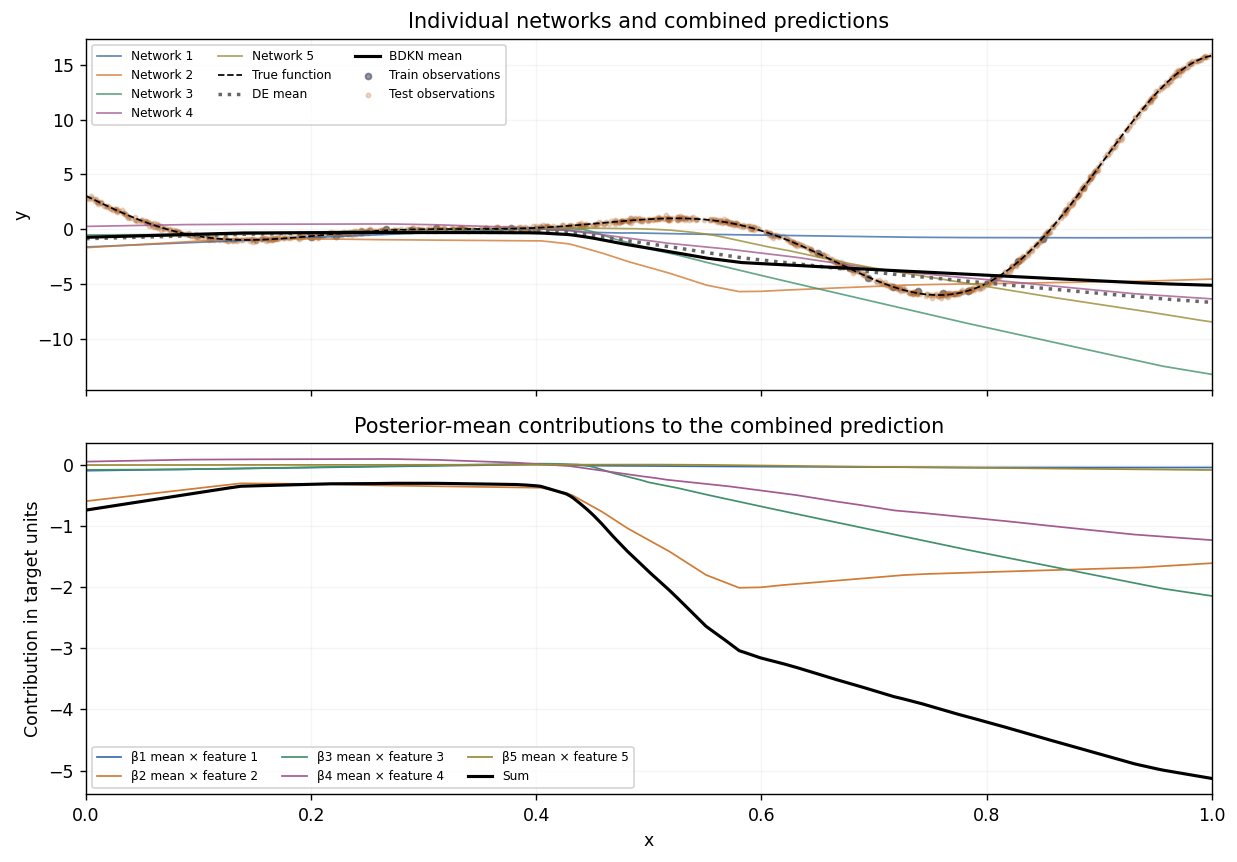 Individual networks and combined predictions
Network 1
Network 2
Network 3
Network 4
Network 5
True function
DE mean
BDKN mean
Train observations
Test observations
15
10
5
0
−5
−10
y
Posterior-mean contributions to the combined prediction
0
−1
−2
−3
−4
−5
Contribution in target units
β1 mean × feature 1
β2 mean × feature 2
β3 mean × feature 3
β4 mean × feature 4
β5 mean × feature 5
Sum
0.0 0.2 0.4 0.6 0.8 1.0
x